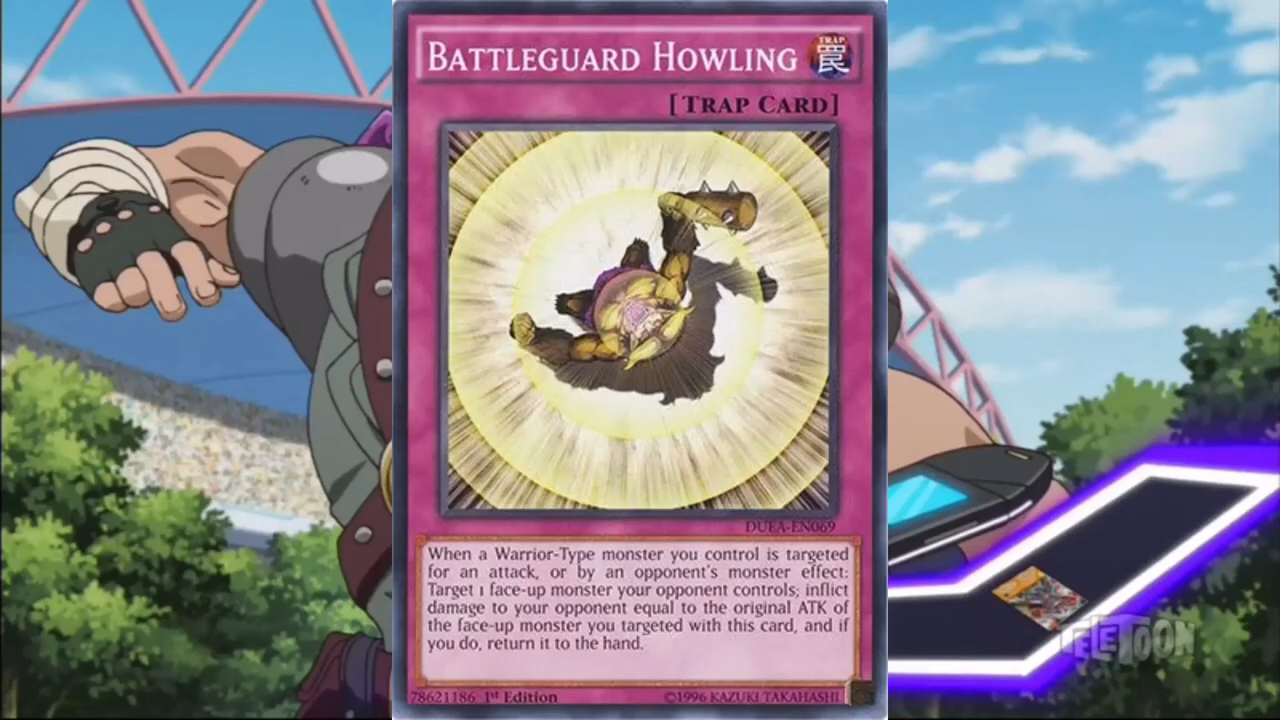 BATTLEGUARD HOWLING
TRAP
罠
[TRAP CARD]
DUEA-EN069
When a Warrior-Type monster you control is targeted
for an attack, or by an opponent's monster effect:
Target 1 face-up monster your opponent controls; inflict
damage to your opponent equal to the original ATK of
the face-up monster you targeted with this card, and if
you do, return it to the hand.
78621186 1st Edition ©1996 KAZUKI TAKAHASHI
TELETOON